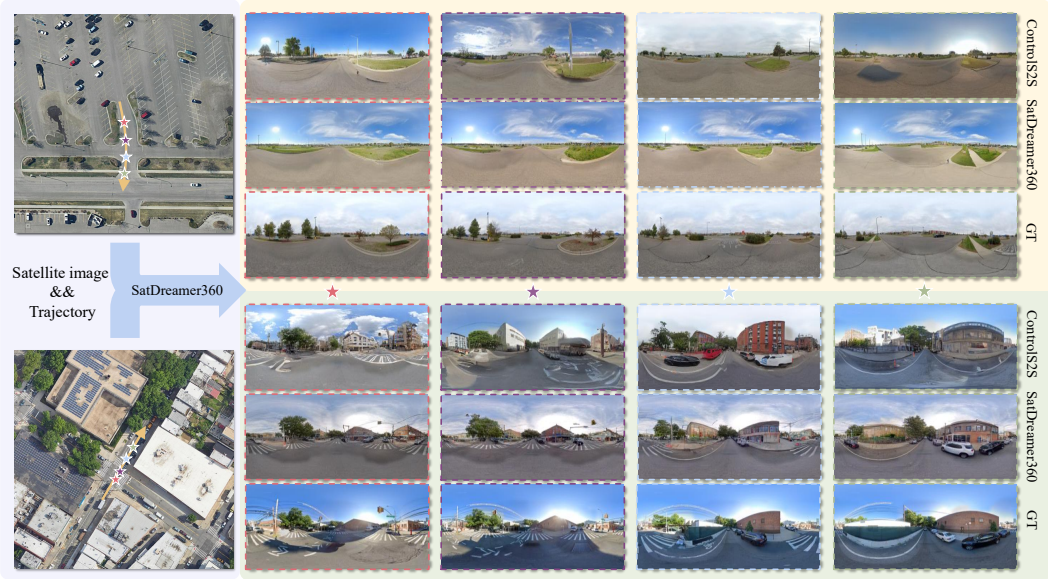 Satellite image
&&
Trajectory
SatDreamer360
ControlS2S
SatDreamer360
GT
ControlS2S
SatDreamer360
GT